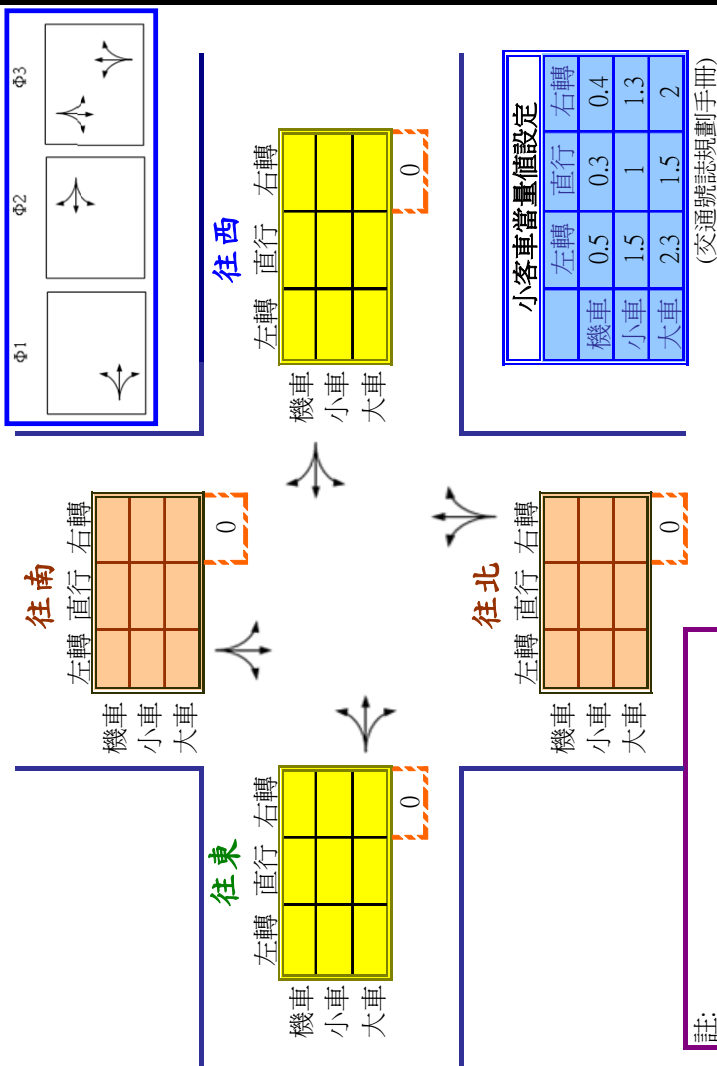 Φ1 Φ2 Φ3
往南
左轉 直行 右轉
機車
小車
大車
0
往東
左轉 直行 右轉
機車
小車
大車
0
往西
左轉 直行 右轉
機車
小車
大車
0
往北
左轉 直行 右轉
機車
小車
大車
0
小客車當量值設定
左轉 直行 右轉
機車 0.5 0.3 0.4
小車 1.5 1 1.3
大車 2.3 1.5 2
(交通號誌規劃手冊)
註: